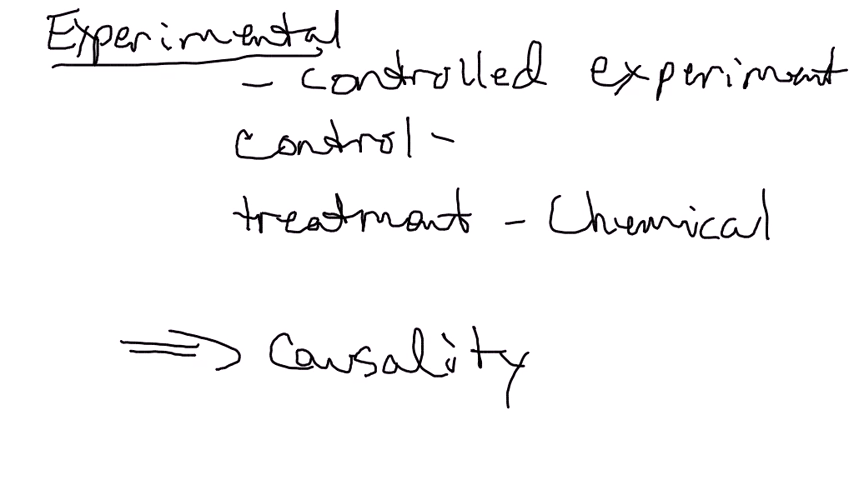 Experimental
- controlled experiment
control -
treatment - Chemical
⇒ Causality